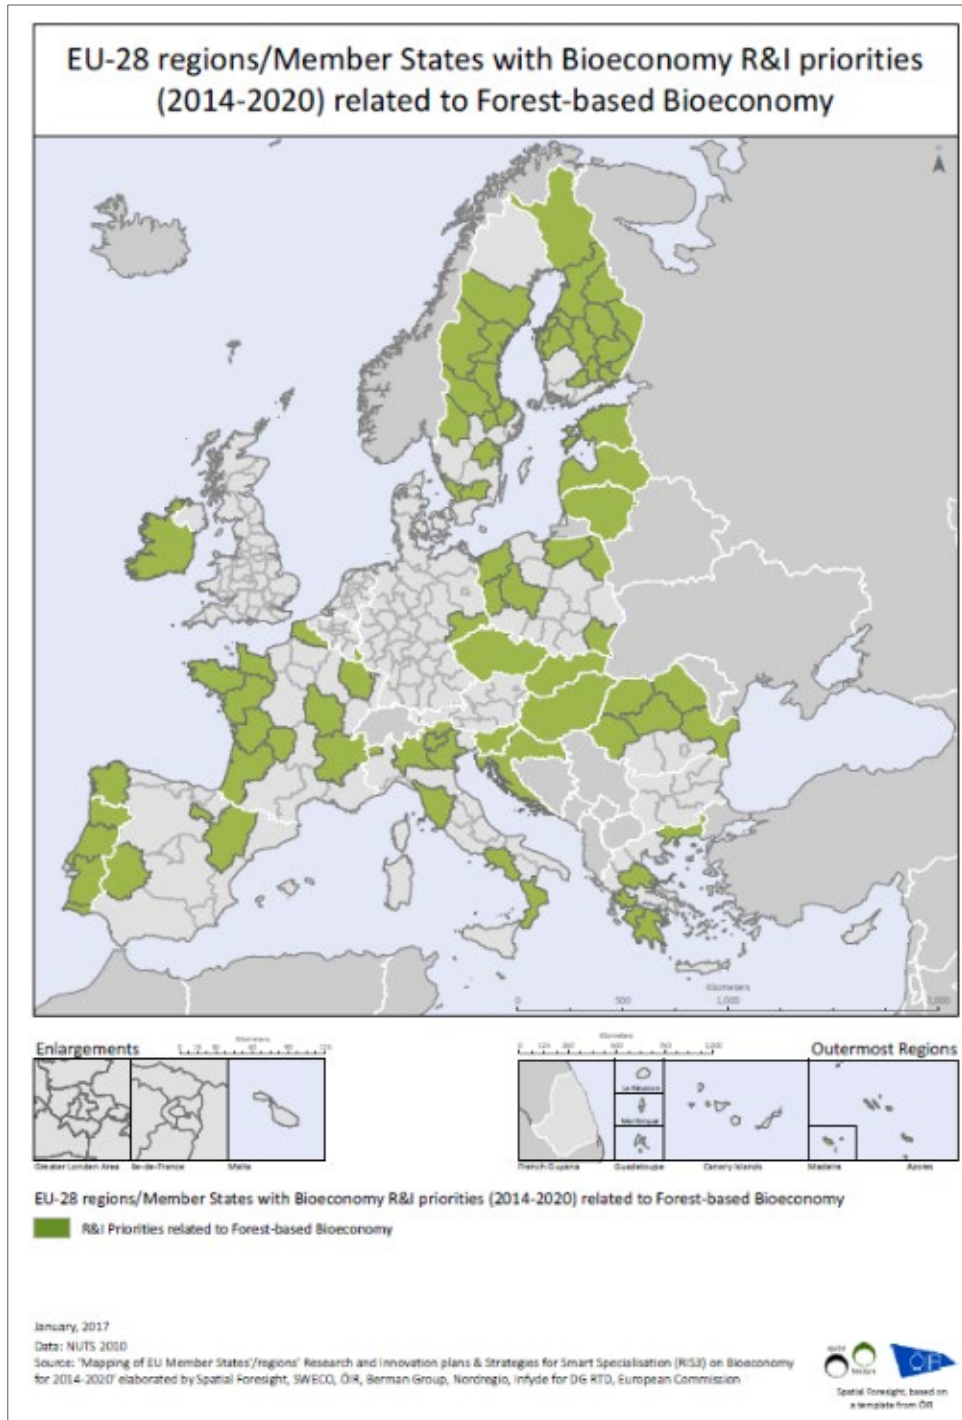 EU-28 regions/Member States with Bioeconomy R&I priorities
(2014-2020) related to Forest-based Bioeconomy
Kilometers
0 500 1,000
Enlargements
Kilometers
Kilometers
Outermost Regions
La Réunion
Martinique
Greater London Area
Ile-de-France
Malta
French Guyana
Guadeloupe
Canary Islands
Madeira
Azores
EU-28 regions/Member States with Bioeconomy R&I priorities (2014-2020) related to Forest-based Bioeconomy
R&I Priorities related to Forest-based Bioeconomy
January, 2017
Data: NUTS 2010
Source: 'Mapping of EU Member States'/regions' Research and Innovation plans & Strategies for Smart Specialisation (RIS3) on Bioeconomy
for 2014-2020' elaborated by Spatial Foresight, SWECO, ÖIR, Berman Group, Nordregio, Infyde for DG RTD, European Commission
ÖIR
Spatial Foresight, based on
a template from ÖIR